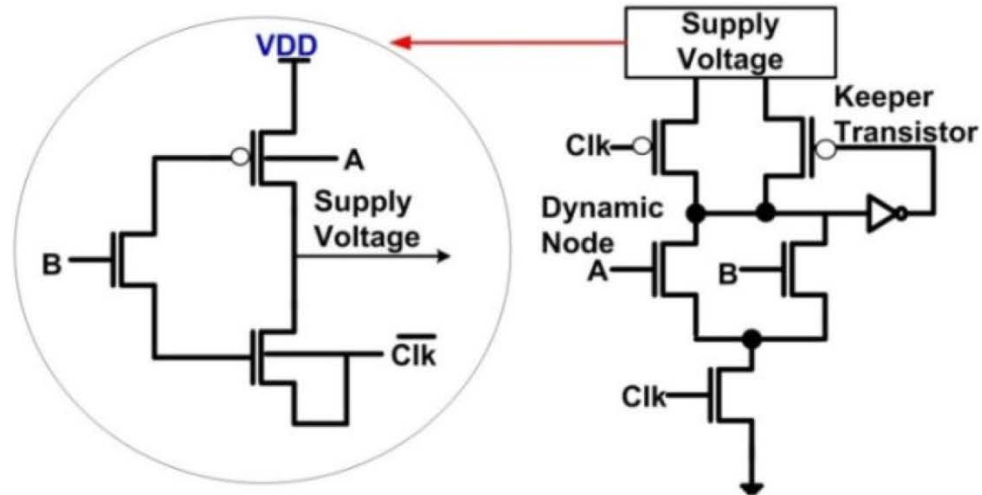 VDD
A
Supply
Voltage
B
Clk
Supply
Voltage
Keeper
Transistor
Clk
Dynamic
Node
A
B
Clk